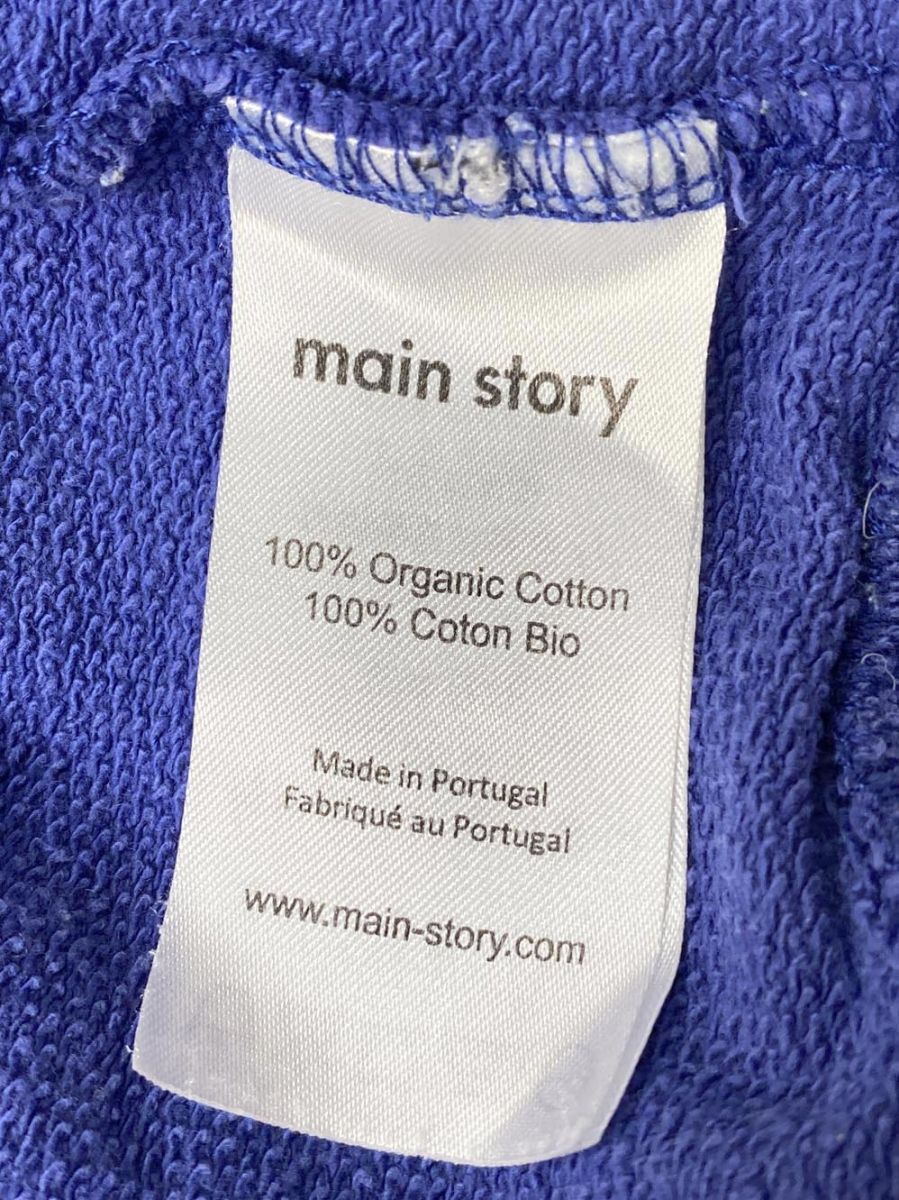 main story
100% Organic Cotton
100% Coton Bio
Made in Portugal
Fabriqué au Portugal
www.main-story.com